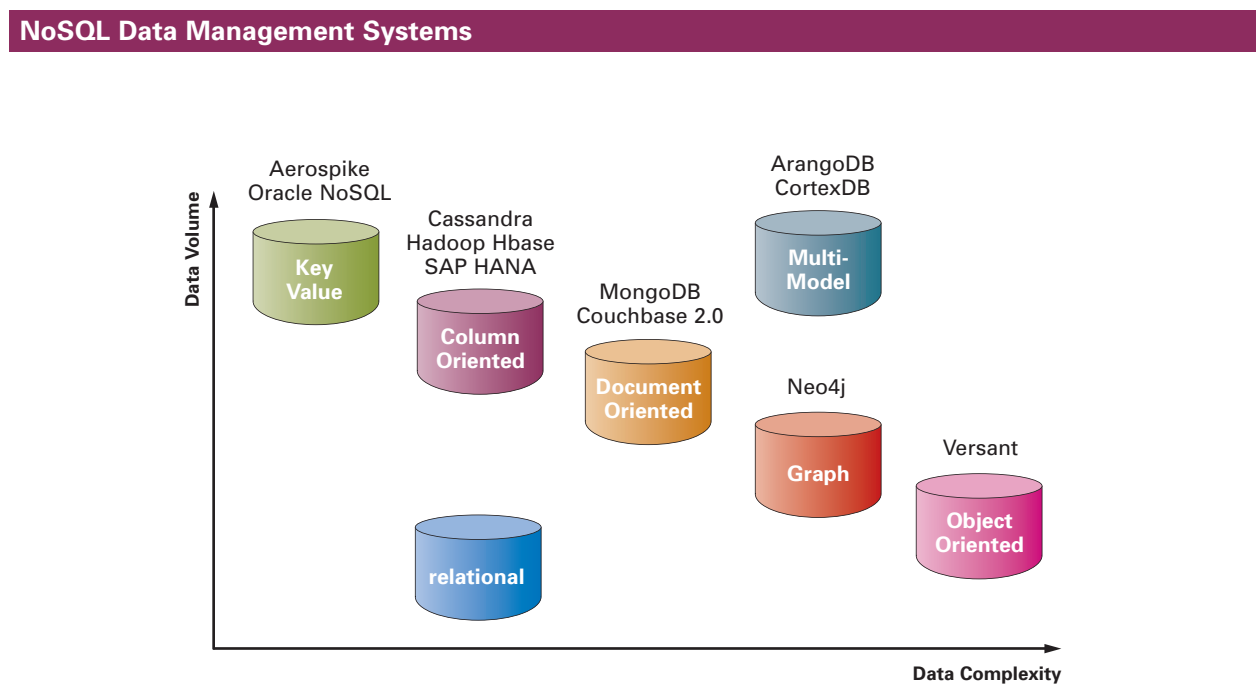 NoSQL Data Management Systems
Data Volume
Aerospike
Oracle NoSQL
Key
Value
Cassandra
Hadoop Hbase
SAP HANA
Column
Oriented
MongoDB
Couchbase 2.0
Document
Oriented
ArangoDB
CortexDB
Multi-
Model
Neo4j
Graph
Versant
Object
Oriented
relational
Data Complexity